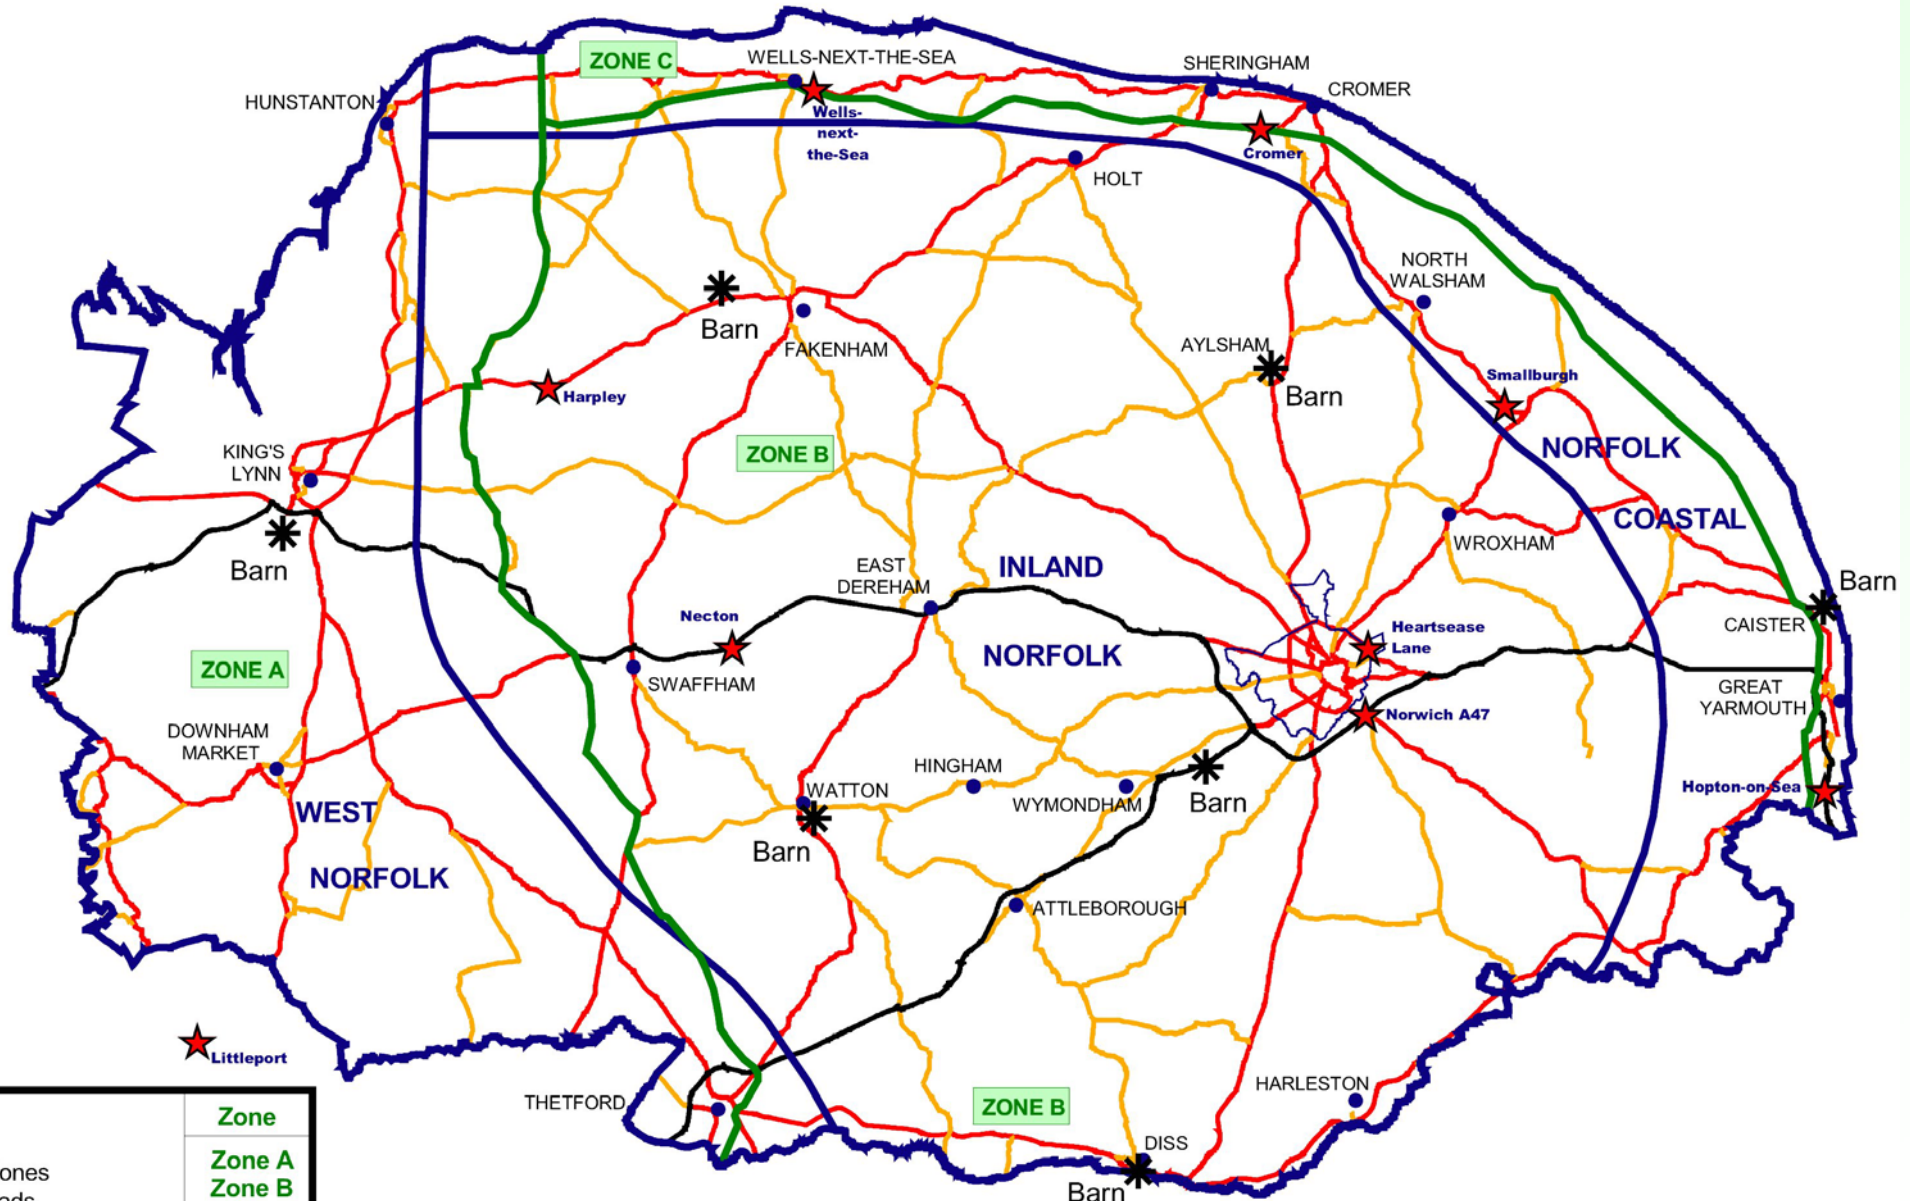 ZONE C
WELLS-NEXT-THE-SEA
SHERINGHAM
CROMER
HUNSTANTON
Wells-
next-
the-Sea
Cromer
HOLT
NORTH
WALSHAM
Barn
FAKENHAM
AYLSHAM
Barn
Smallburgh
Harpley
ZONE B
NORFOLK
COASTAL
KING'S
LYNN
Barn
WROXHAM
EAST
DEREHAM
INLAND
NORFOLK
Barn
CAISTER
Necton
Heartsease
Lane
ZONE A
SWAFFHAM
GREAT
YARMOUTH
Norwich A47
DOWNHAM
MARKET
HINGHAM
WATTON
WYMONDHAM
Barn
Hopton-on-Sea
WEST
NORFOLK
Barn
ATTLEBOROUGH
Littleport
THETFORD
ZONE B
HARLESTON
DISS
Barn
Zone
Zone A
ones
Zone B